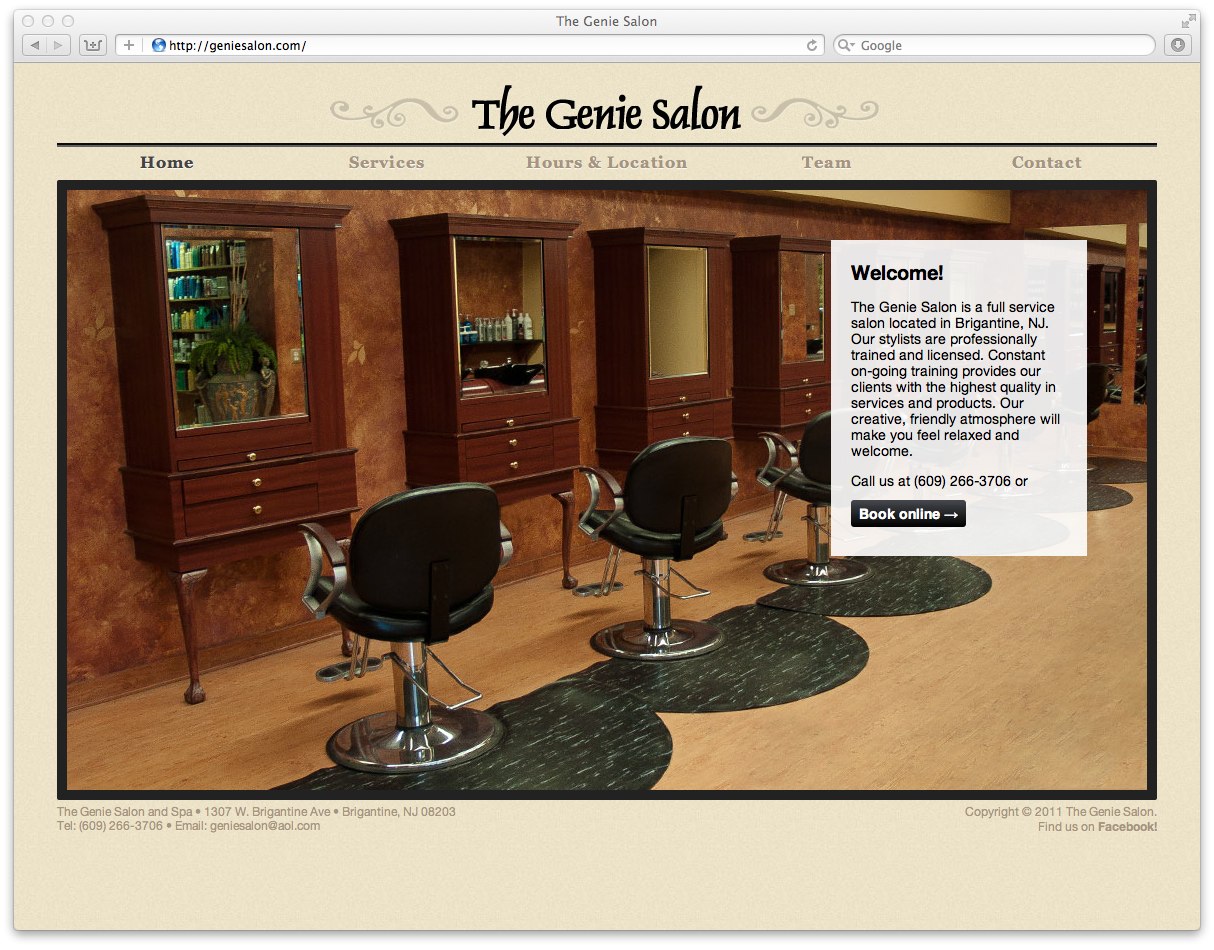 The Genie Salon
http://geniesalon.com/
Google
The Genie Salon
Home
Services
Hours & Location
Team
Contact
Welcome!
The Genie Salon is a full service
salon located in Brigantine, NJ.
Our stylists are professionally
trained and licensed. Constant
on-going training provides our
clients with the highest quality in
services and products. Our
creative, friendly atmosphere will
make you feel relaxed and
welcome.
Call us at (609) 266-3706 or
Book online →
The Genie Salon and Spa • 1307 W. Brigantine Ave • Brigantine, NJ 08203
Tel: (609) 266-3706 • Email: geniesalon@aol.com
Copyright © 2011 The Genie Salon.
Find us on Facebook!